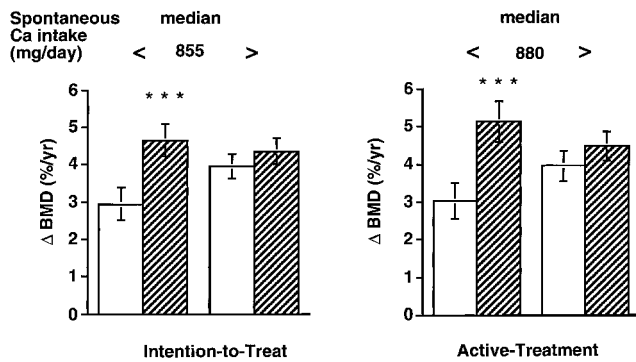 Spontaneous
Ca intake
(mg/day)
median
< 855 >
* * *
6
5
4
3
2
1
0
Δ BMD (%/yr)
Intention-to-Treat
median
< 880 >
* * *
6
5
4
3
2
1
0
Δ BMD (%/yr)
Active-Treatment